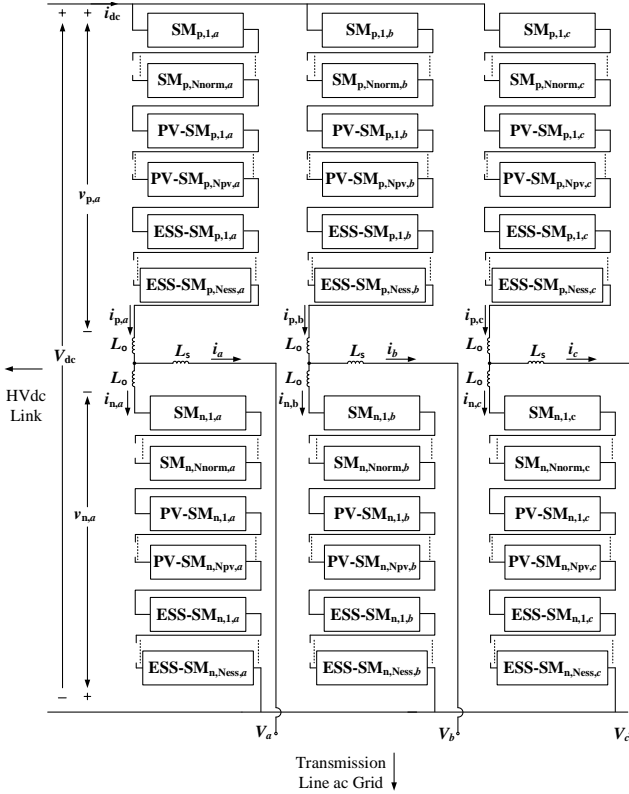 + + i_dc
SM_p,1,a SM_p,1,b SM_p,1,c
SM_p,Nnorm,a SM_p,Nnorm,b SM_p,Nnorm,c
PV-SM_p,1,a PV-SM_p,1,b PV-SM_p,1,c
PV-SM_p,Npv,a PV-SM_p,Npv,b PV-SM_p,Npv,c
v_p,a
ESS-SM_p,1,a ESS-SM_p,1,b ESS-SM_p,1,c
ESS-SM_p,Ness,a ESS-SM_p,Ness,b ESS-SM_p,Ness,c
i_p,a i_p,b i_p,c
−
L_o L_o L_o
V_dc L_s i_a L_s i_b L_s i_c
HVdc
Link
L_o L_o L_o
−
i_n,a i_n,b i_n,c
SM_n,1,a SM_n,1,b SM_n,1,c
SM_n,Nnorm,a SM_n,Nnorm,b SM_n,Nnorm,c
v_n,a
PV-SM_n,1,a PV-SM_n,1,b PV-SM_n,1,c
PV-SM_n,Npv,a PV-SM_n,Npv,b PV-SM_n,Npv,c
ESS-SM_n,1,a ESS-SM_n,1,b ESS-SM_n,1,c
ESS-SM_n,Ness,a ESS-SM_n,Ness,b ESS-SM_n,Ness,c
− +
V_a V_b V_c
Transmission
Line ac Grid